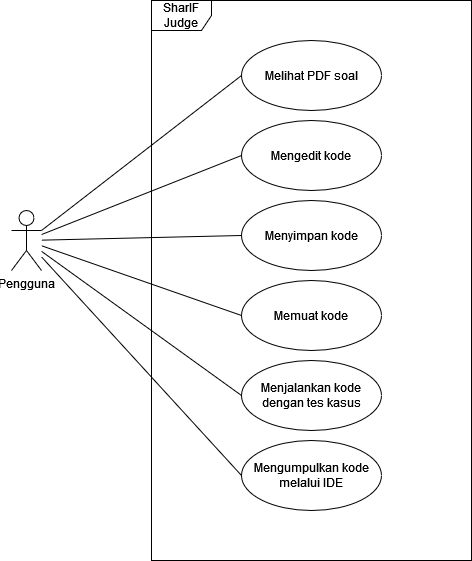 SharIF
Judge
Melihat PDF soal
Mengedit kode
Menyimpan kode
Pengguna
Memuat kode
Menjalankan kode
dengan tes kasus
Mengumpulkan kode
melalui IDE